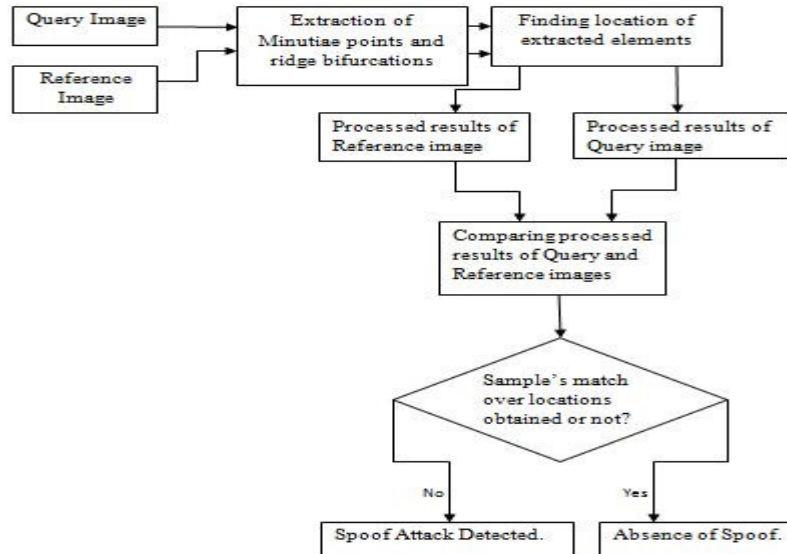 Query Image
Reference
Image
Extraction of
Minutiae points and
ridge bifurcations
Finding location of
extracted elements
Processed results of
Reference image
Processed results of
Query image
Comparing processed
results of Query and
Reference images
Sample's match
over locations
obtained or not?
No
Yes
Spoof Attack Detected.
Absence of Spoof.